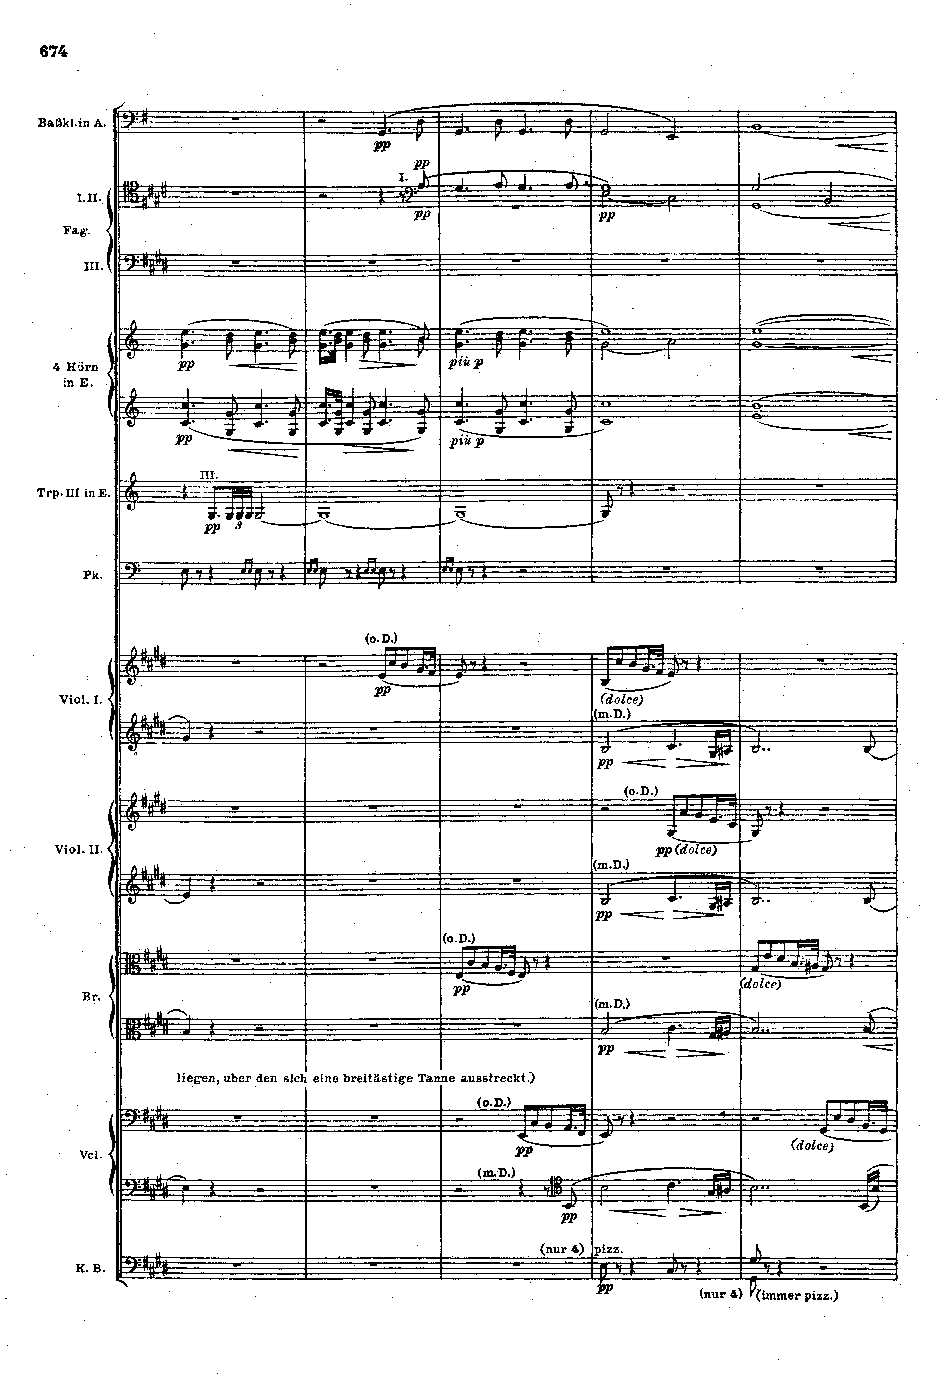 674
Baßkl. in A.
pp
pp
I.
I.II.
pp
pp
Fag.
III.
4 Hörn
in E.
pp
più p
pp
più p
III.
Trp. III in E.
pp
3
Pk.
(o.D.)
Viol. I.
pp
(dolce)
(m.D.)
pp
(o.D.)
Viol. II.
pp (dolce)
(m.D.)
pp
(o.D.)
Br.
pp
(dolce)
(m.D.)
pp
liegen, uber den sich eine breitästige Tanne ausstreckt.)
(o.D.)
Vcl.
pp
(dolce)
(m.D.)
pp
(nur 4) pizz.
K. B.
pp
(nur 4)
(immer pizz.)